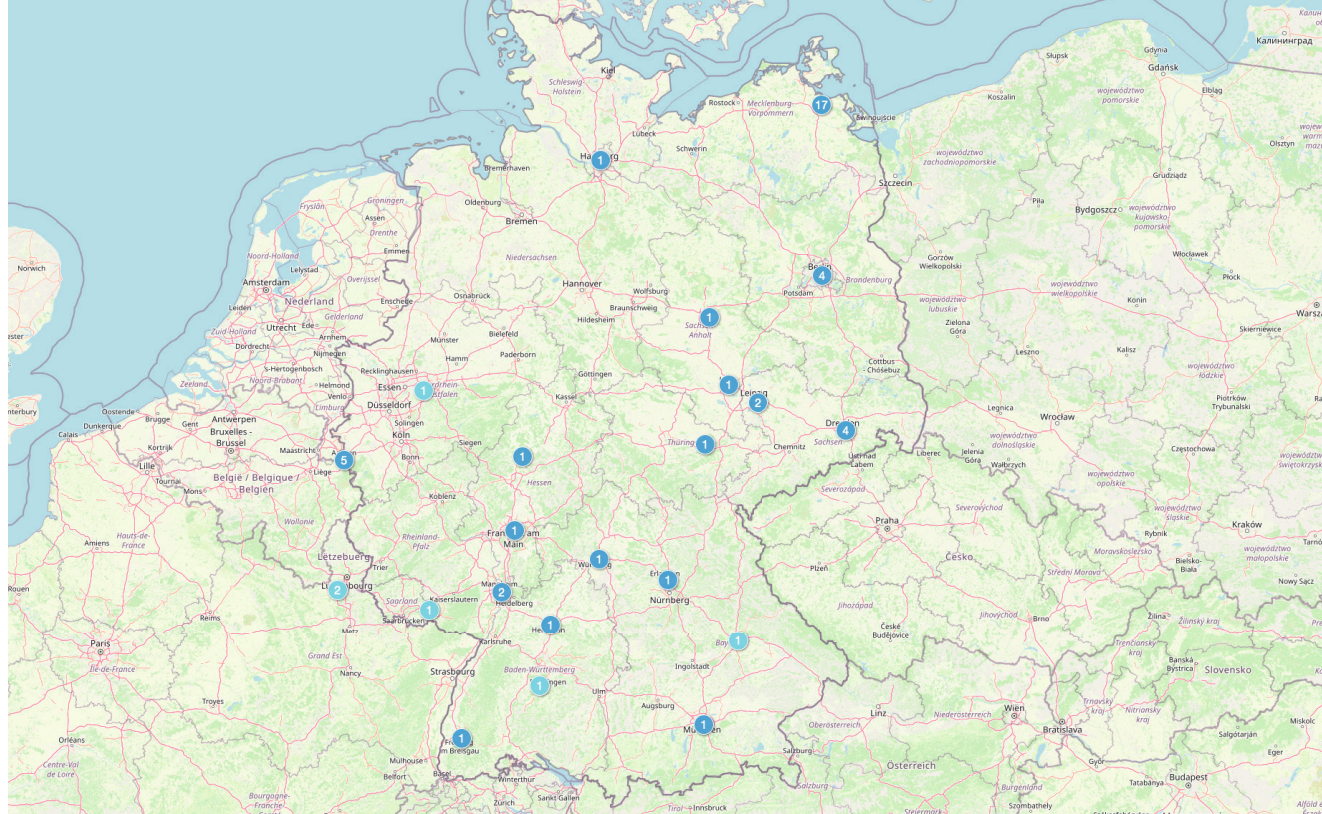 Калининград
Słupsk
Gdynia
Gdańsk
Kiel
Schleswig-
Holstein
Koszalin
Elbląg
województwo
pomorskie
Rostock
Mecklenburg-
Vorpommern
17
Świnoujście
Lübeck
Schwerin
1
Bremerhaven
województwo
zachodniopomorskie
Olsztyn
Szczecin
Grudziądz
Groningen
Fryslân
Assen
Drenthe
Oldenburg
Bremen
Piła
Bydgoszcz
województwo
kujawsko-
pomorskie
Noord-Holland
Emmen
Niedersachsen
Gorzów
Wielkopolski
Włocławek
Norwich
Lelystad
Amsterdam
Overijssel
Berlin
4
Brandenburg
Płock
Hannover
Wolfsburg
Potsdam
województwo
wielkopolskie
Nederland
Enschede
Osnabrück
Braunschweig
województwo
lubuskie
Konin
Leiden
Gelderland
Hildesheim
1
Zielona
Góra
Utrecht
Ede
Arnhem
Zuid-Holland
Bielefeld
Skierniewice
Dordrecht
Münster
Nijmegen
Hamm
Paderborn
Leszno
Kalisz
's-Hertogenbosch
Cottbus
- Chóśebuz
województwo
łódzkie
Recklinghausen
Göttingen
Zeeland
Noord-Brabant
Helmond
Essen
1
Kassel
1
Leipzig
2
Venlo
Limburg
Düsseldorf
Piotrków
Trybunalski
Legnica
Oostende
Antwerpen
Brugge
Gent
Solingen
Wrocław
Dunkerque
Calais
Bruxelles -
Brussel
Köln
4
Sachsen
województwo
dolnośląskie
Kortrijk
Maastricht
Siegen
1
Chemnitz
Częstochowa
Bonn
1
Hessen
Liberec
Jelenia
Góra
Wałbrzych
5
Lille
Liège
Ústí nad
Labem
België / Belgique /
Belgien
Tournai
Mons
Koblenz
Severozápad
województwo
opolskie
Wallonie
Severovýchod
województwo
śląskie
Praha
Kraków
1
Main
Rheinland-
Pfalz
Hauts-de-
France
Amiens
Rybnik
Lëtzebuerg
1
Česko
Moravskoslezsko
województwo
małopolskie
Bielsko-
Biała
Trier
Plzeň
Střední Morava
Nowy Sącz
2
1
Nürnberg
Rouen
Saarland
1
Kaiserslautern
2
Heidelberg
Jihozápad
Jihovýchod
Reims
Saarbrücken
1
České
Budějovice
Brno
Žilina
Žilinský kraj
Metz
Karlsruhe
1
Paris
Île-de-France
Trenčiansky
kraj
Grand Est
Strasbourg
Baden-Württemberg
Ingolstadt
Banská
Bystrica
Slovensko
Nancy
1
Ulm
Trnavský
kraj
Nitriansky
kraj
Troyes
Augsburg
Linz
Niederösterreich
Wien
Miskolc
Oberösterreich
Bratislava
1
1
Salgótarján
Orléans
im Breisgau
Mulhouse
Salzburg
Győr
Eger
Centre-Val
de Loire
Belfort
Basel
Winterthur
Österreich
Tatabánya
Budapest
Salzburg
Burgenland
Bourgogne-
Franche-
Zürich
Sankt Gallen
Tirol
Innsbruck
Steiermark
Szombathely